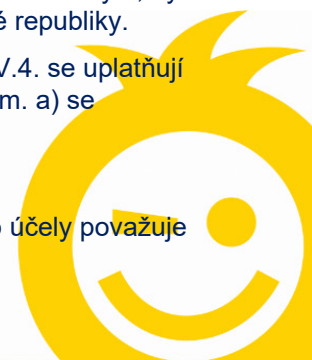 é republiky.
V.4. se uplatňují
m. a) se
účely považuje